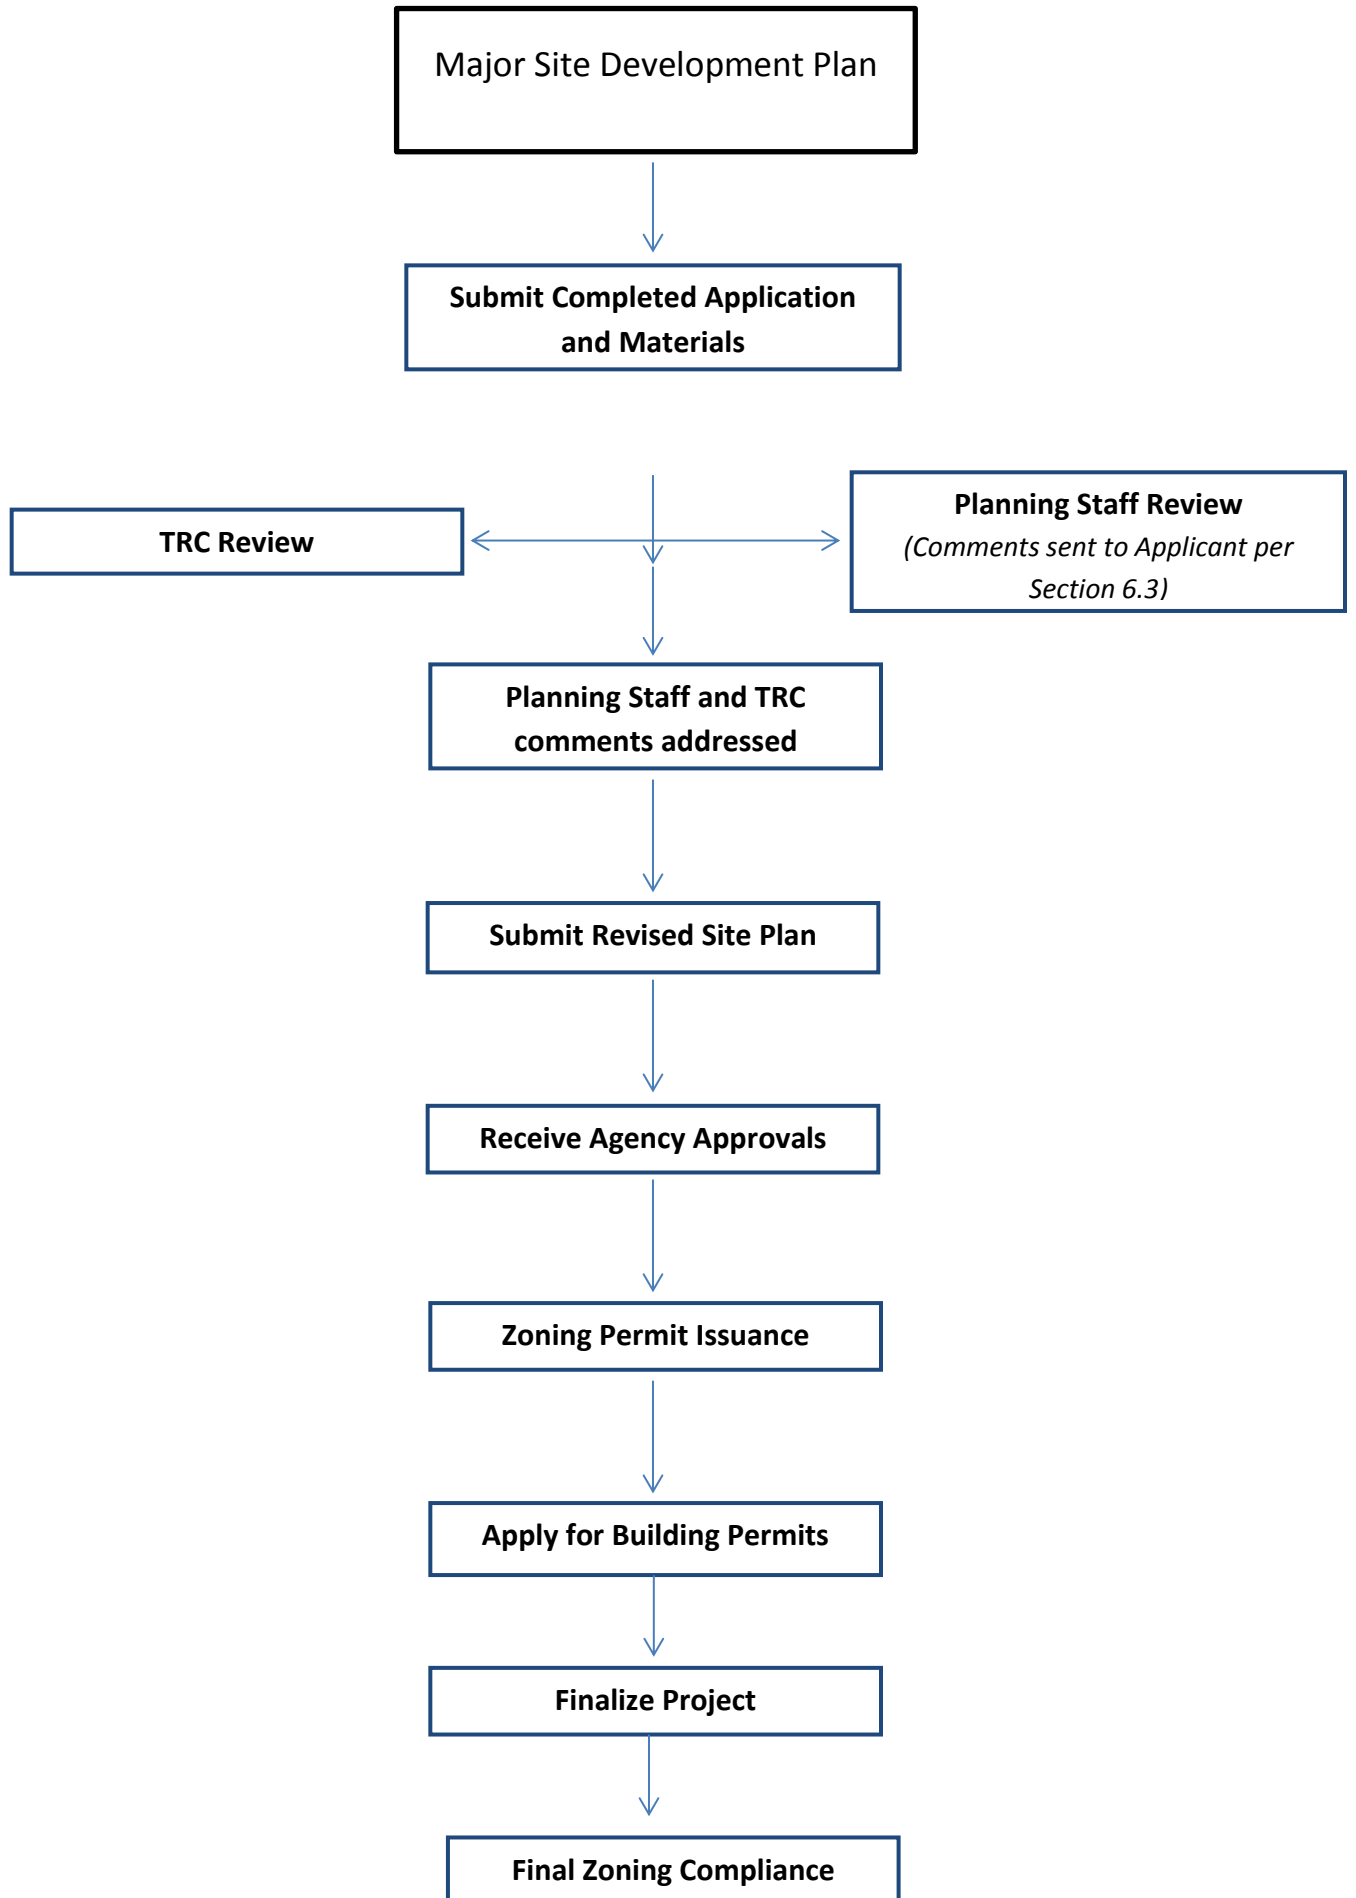 Major Site Development Plan
Submit Completed Application
and Materials
TRC Review
Planning Staff Review
(Comments sent to Applicant per
Section 6.3)
Planning Staff and TRC
comments addressed
Submit Revised Site Plan
Receive Agency Approvals
Zoning Permit Issuance
Apply for Building Permits
Finalize Project
Final Zoning Compliance